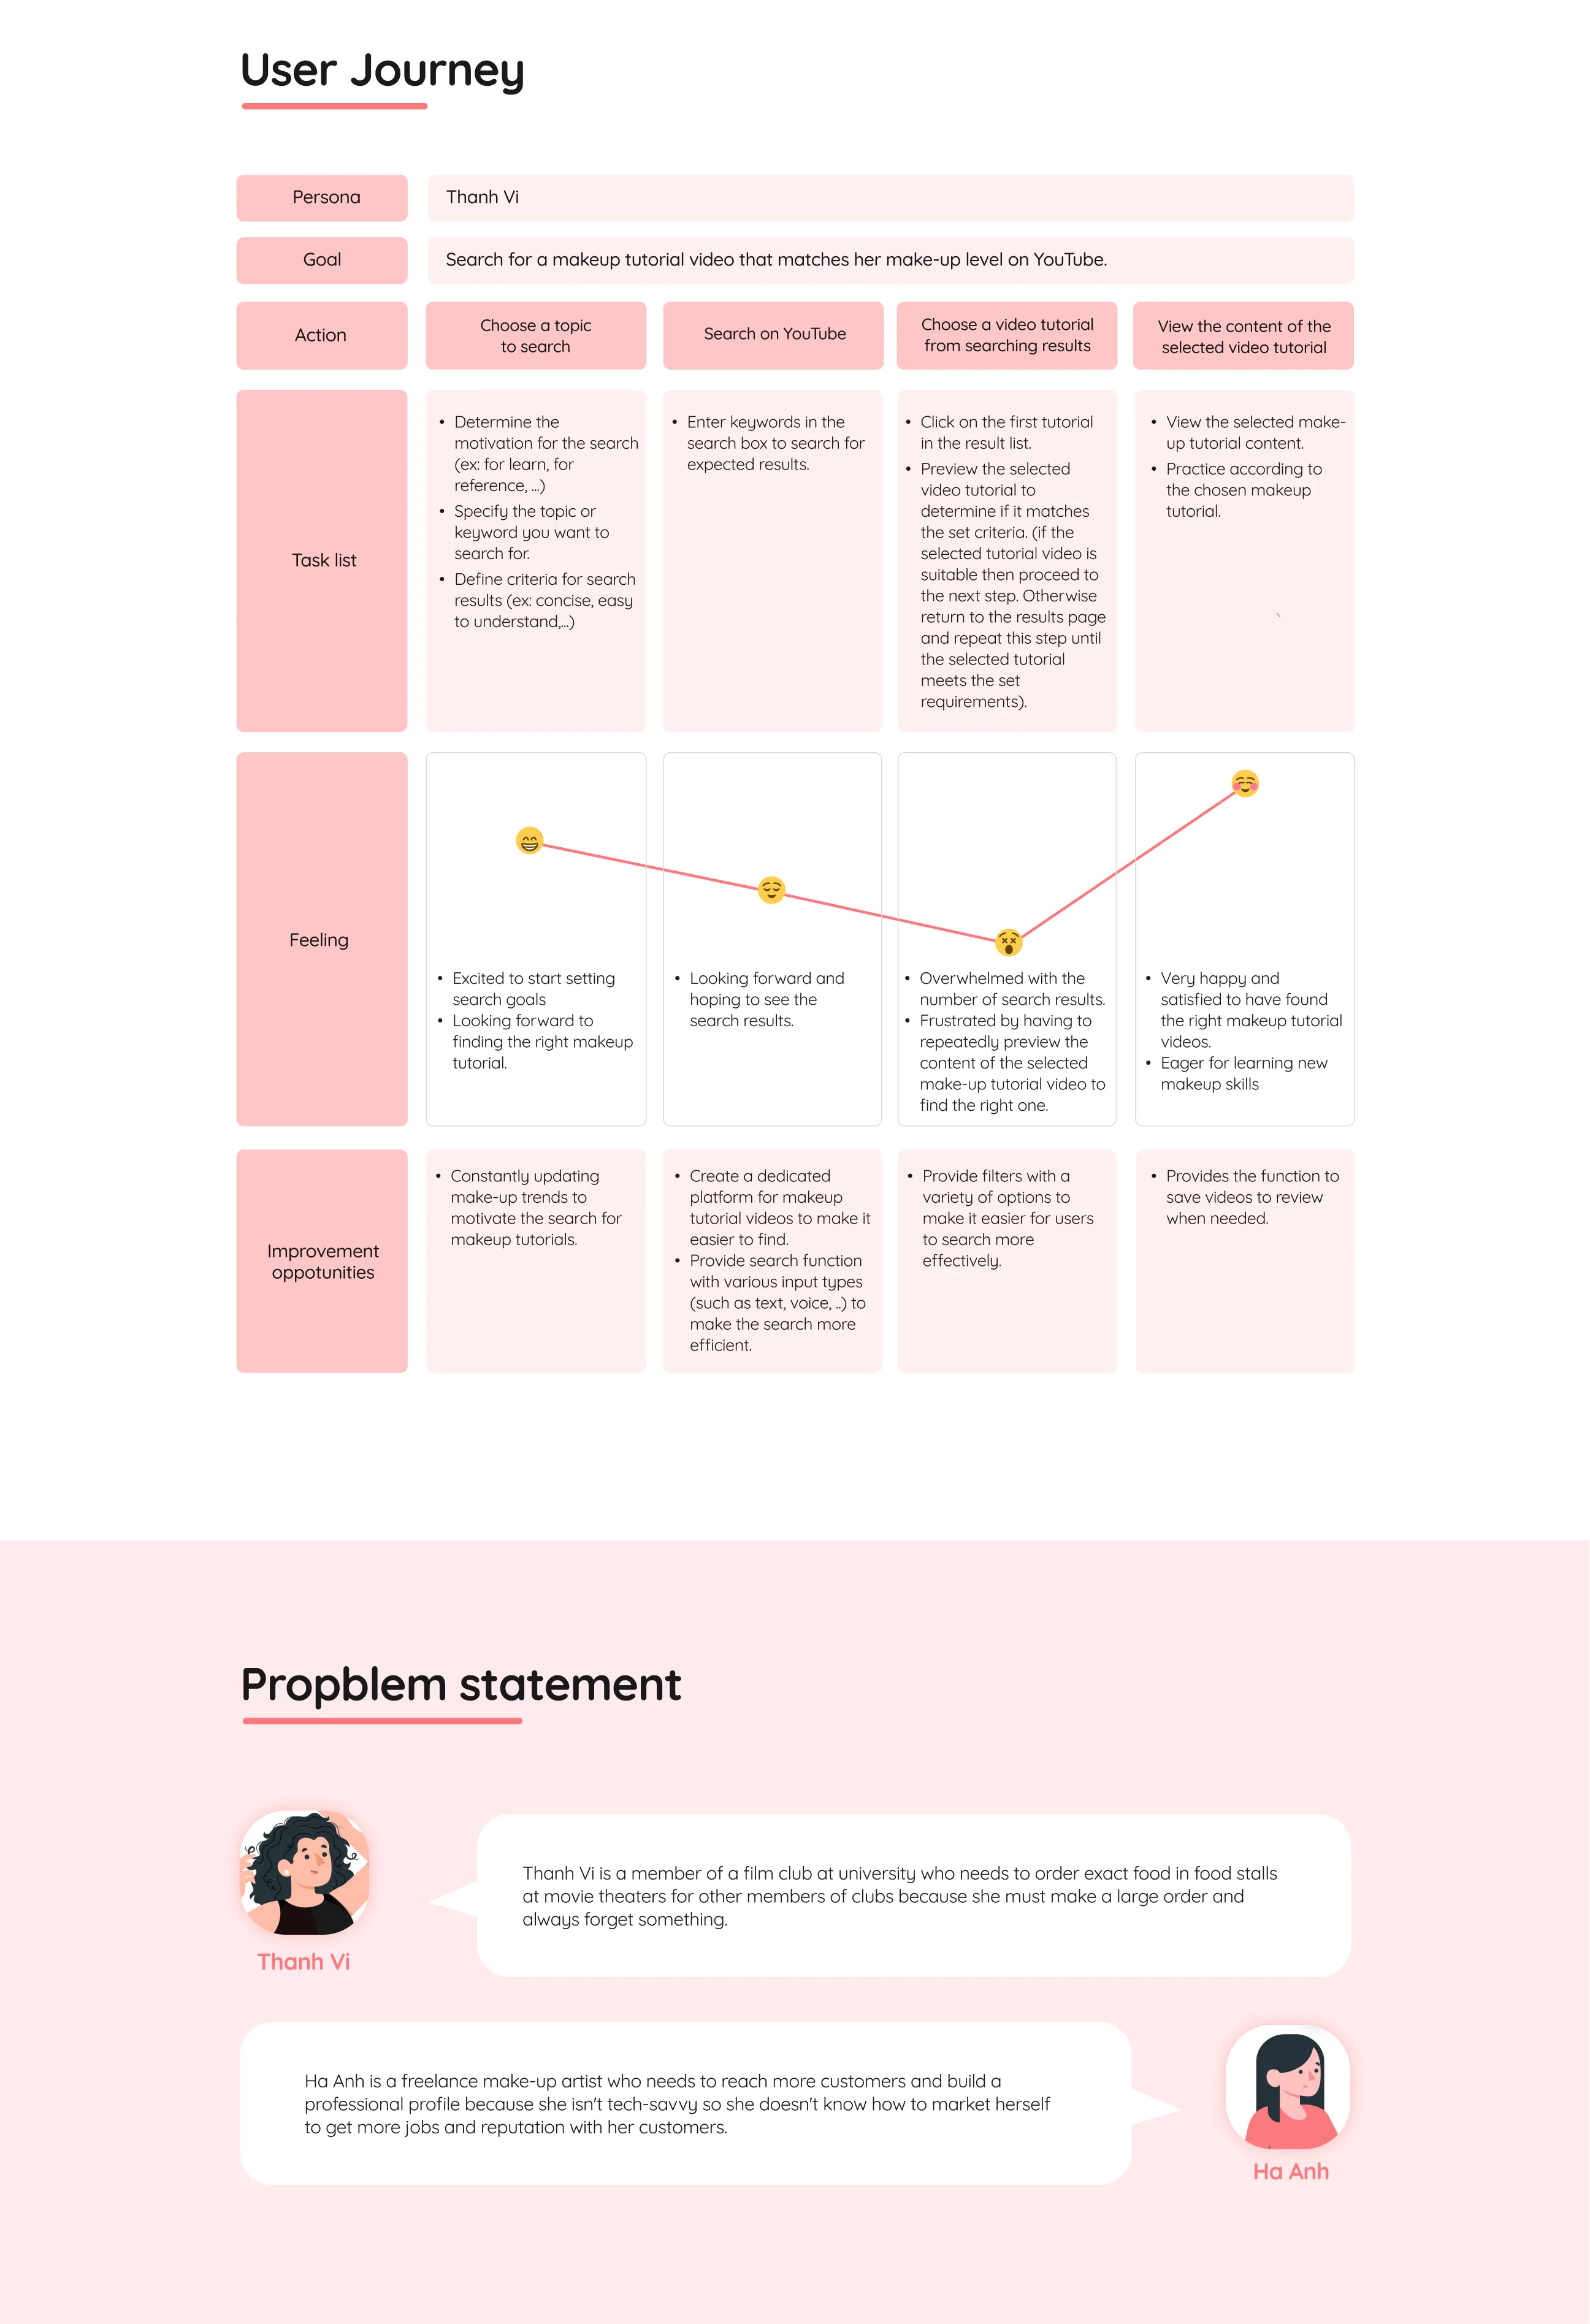 User Journey
Persona
Thanh Vi
Goal
Search for a makeup tutorial video that matches her make-up level on YouTube.
Action
Choose a topic
to search
Search on YouTube
Choose a video tutorial
from searching results
View the content of the
selected video tutorial
Task list
• Determine the
motivation for the search
(ex: for learn, for
reference, ...)
• Specify the topic or
keyword you want to
search for.
• Define criteria for search
results (ex: concise, easy
to understand,...)
• Enter keywords in the
search box to search for
expected results.
• Click on the first tutorial
in the result list.
• Preview the selected
video tutorial to
determine if it matches
the set criteria. (if the
selected tutorial video is
suitable then proceed to
the next step. Otherwise
return to the results page
and repeat this step until
the selected tutorial
meets the set
requirements).
• View the selected make-
up tutorial content.
• Practice according to
the chosen makeup
tutorial.
Feeling
• Excited to start setting
search goals
• Looking forward to
finding the right makeup
tutorial.
• Looking forward and
hoping to see the
search results.
• Overwhelmed with the
number of search results.
• Frustrated by having to
repeatedly preview the
content of the selected
make-up tutorial video to
find the right one.
• Very happy and
satisfied to have found
the right makeup tutorial
videos.
• Eager for learning new
makeup skills
Improvement
oppotunities
• Constantly updating
make-up trends to
motivate the search for
makeup tutorials.
• Create a dedicated
platform for makeup
tutorial videos to make it
easier to find.
• Provide search function
with various input types
(such as text, voice, ..) to
make the search more
efficient.
• Provide filters with a
variety of options to
make it easier for users
to search more
effectively.
• Provides the function to
save videos to review
when needed.
Propblem statement
Thanh Vi is a member of a film club at university who needs to order exact food in food stalls
at movie theaters for other members of clubs because she must make a large order and
always forget something.
Thanh Vi
Ha Anh is a freelance make-up artist who needs to reach more customers and build a
professional profile because she isn't tech-savvy so she doesn't know how to market herself
to get more jobs and reputation with her customers.
Ha Anh